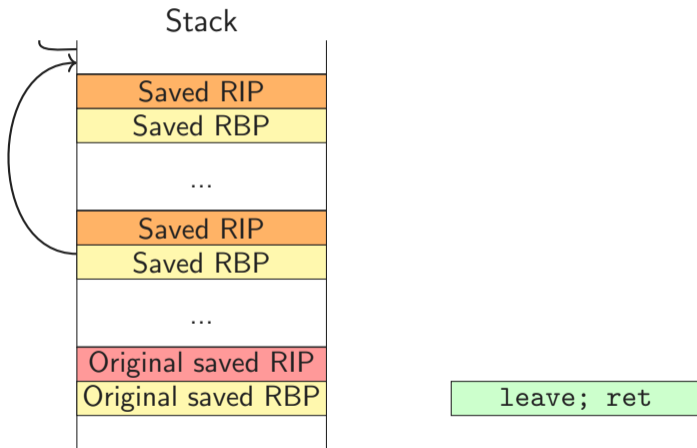 Stack
Saved RIP
Saved RBP
...
Saved RIP
Saved RBP
...
Original saved RIP
Original saved RBP
leave; ret